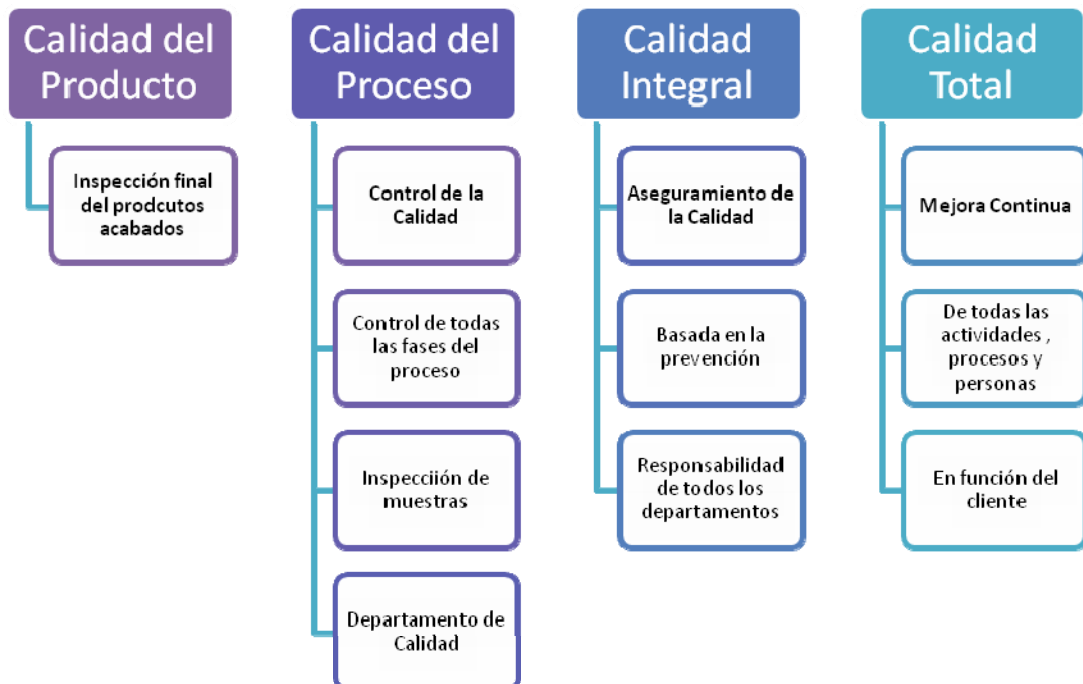 Calidad del
Producto
Inspección final
del prodcutos
acabados
Calidad del
Proceso
Control de la
Calidad
Control de todas
las fases del
proceso
Inspecciión de
muestras
Departamento de
Calidad
Calidad
Integral
Aseguramiento de
la Calidad
Basada en la
prevención
Responsabilidad
de todos los
departamentos
Calidad
Total
Mejora Continua
De todas las
actividades ,
procesos y
personas
En función del
cliente